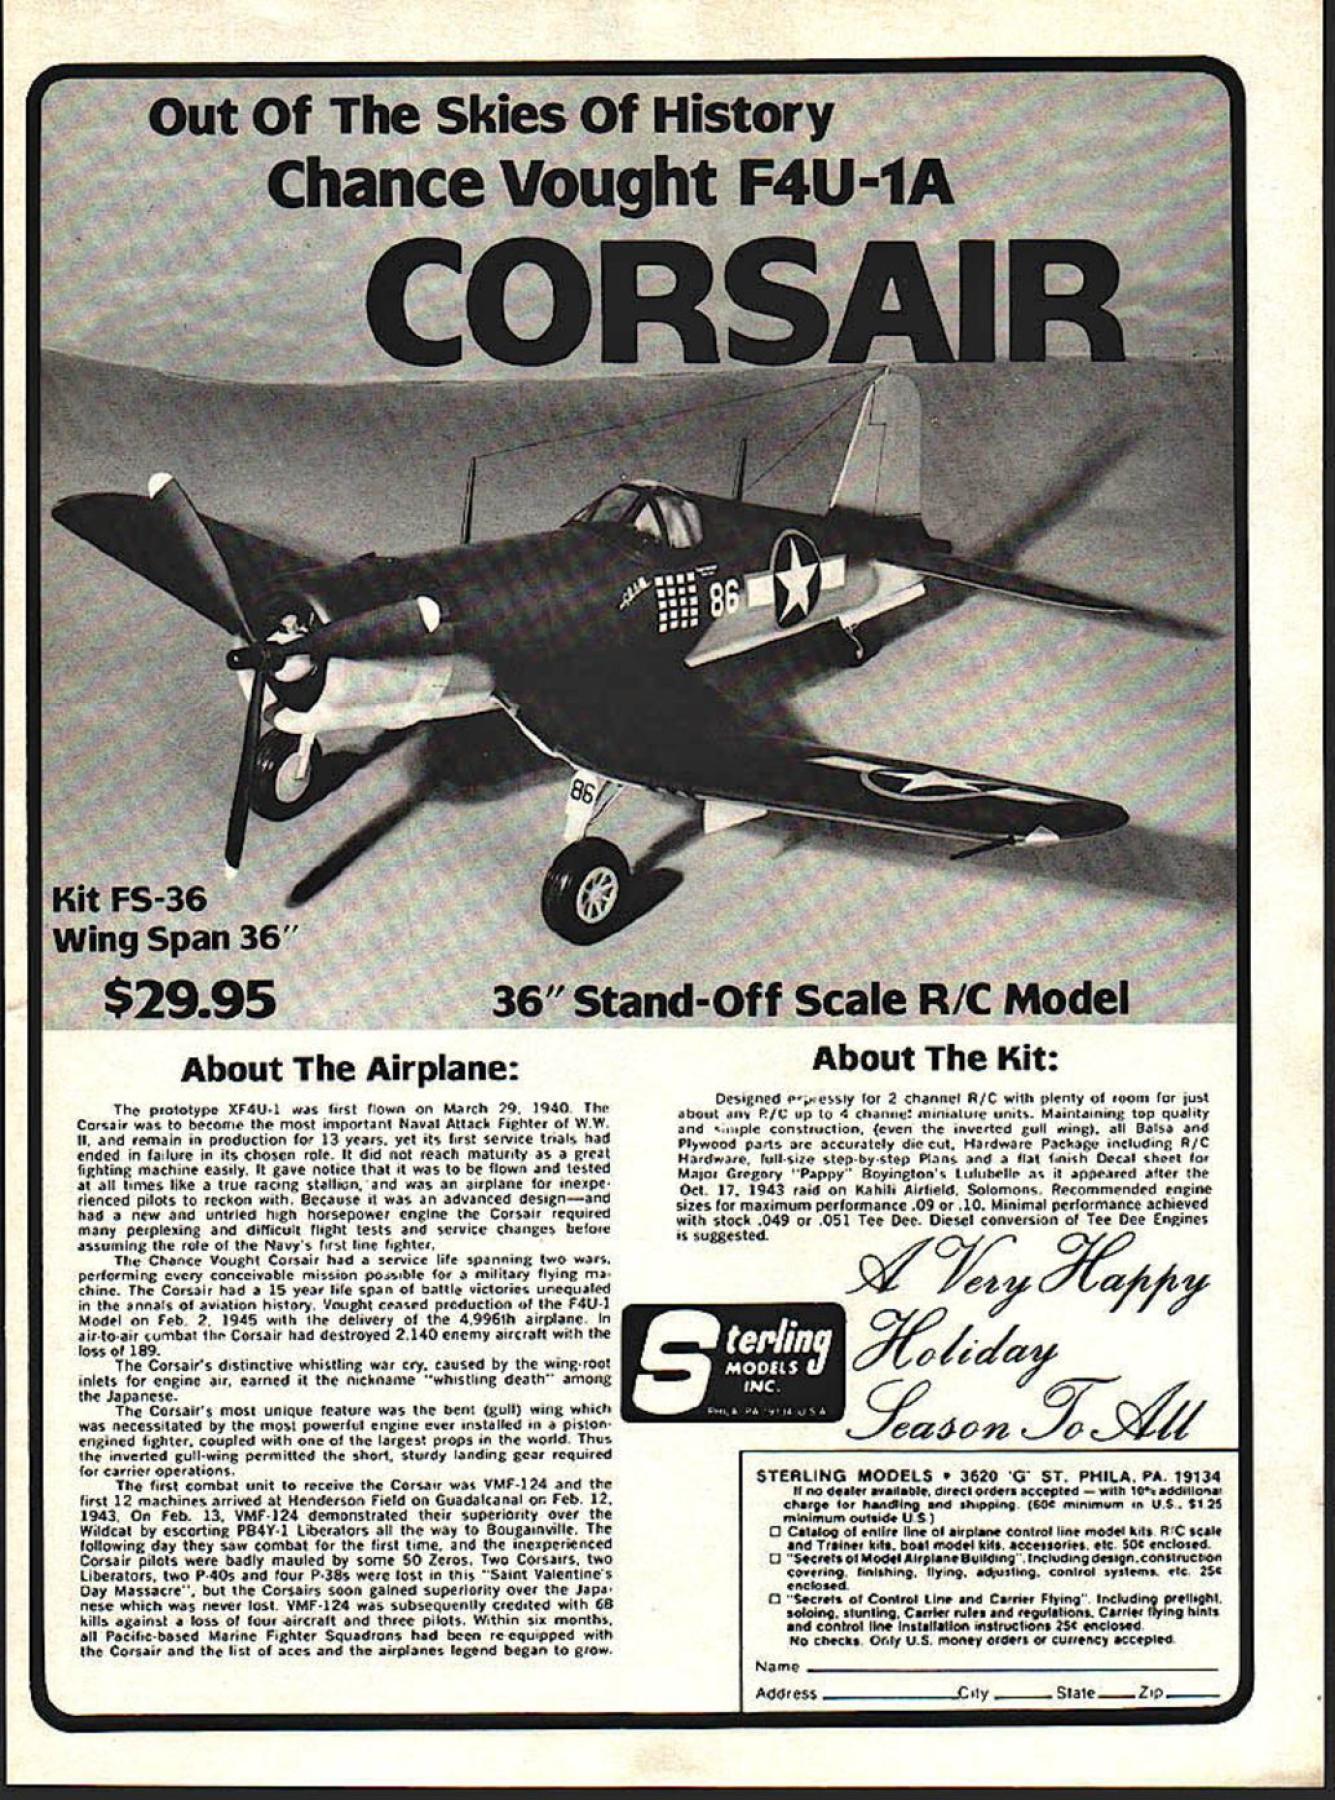 Out Of The Skies Of History
Chance Vought F4U-1A
CORSAIR
86
86
Kit FS-36
Wing Span 36"
$29.95
36" Stand-Off Scale R/C Model
About The Airplane:
The prototype XF4U-1 was first flown on March 29, 1940. The
Corsair was to become the most important Naval Attack Fighter of W.W.
II, and remain in production for 13 years, yet its first service trials had
ended in failure in its chosen role. It did not reach maturity as a great
fighting machine easily. It gave notice that it was to be flown and tested
at all times like a true racing stallion, and was an airplane for inexpe-
rienced pilots to reckon with. Because it was an advanced design—and
had a new and untried high horsepower engine the Corsair required
many perplexing and difficult flight tests and service changes before
assuming the role of the Navy's first line fighter.
The Chance Vought Corsair had a service life spanning two wars,
performing every conceivable mission possible for a military flying ma-
chine. The Corsair had a 15 year life span of battle victories unequaled
in the annals of aviation history. Vought ceased production of the F4U-1
Model on Feb. 2, 1945 with the delivery of the 4,996th airplane. In
air-to-air combat the Corsair had destroyed 2,140 enemy aircraft with the
loss of 189.
The Corsair's distinctive whistling war cry, caused by the wing-root
inlets for engine air, earned it the nickname "whistling death" among
the Japanese.
The Corsair's most unique feature was the bent (gull) wing which
was necessitated by the most powerful engine ever installed in a piston-
engined fighter, coupled with one of the largest props in the world. Thus
the inverted gull-wing permitted the short, sturdy landing gear required
for carrier operations.
The first combat unit to receive the Corsair was VMF-124 and the
first 12 machines arrived at Henderson Field on Guadalcanal on Feb. 12,
1943. On Feb. 13, VMF-124 demonstrated their superiority over the
Wildcat by escorting PB4Y-1 Liberators all the way to Bougainville. The
following day they saw combat for the first time, and the inexperienced
Corsair pilots were badly mauled by some 50 Zeros. Two Corsairs, two
Liberators, two P-40s and four P-38s were lost in this "Saint Valentine's
Day Massacre", but the Corsairs soon gained superiority over the Japa-
nese which was never lost. VMF-124 was subsequently credited with 68
kills against a loss of four aircraft and three pilots. Within six months,
all Pacific-based Marine Fighter Squadrons had been re-equipped with
the Corsair and the list of aces and the airplanes legend began to grow.
About The Kit:
Designed expressly for 2 channel R/C with plenty of room for just
about any R/C up to 4 channel miniature units. Maintaining top quality
and simple construction, (even the inverted gull wing), all Balsa and
Plywood parts are accurately die cut, Hardware Package including R/C
Hardware, full-size step-by-step Plans and a flat finish Decal sheet for
Major Gregory "Pappy" Boyington's Lulubelle as it appeared after the
Oct. 17, 1943 raid on Kahili Airfield, Solomons. Recommended engine
sizes for maximum performance .09 or .10. Minimal performance achieved
with stock .049 or .051 Tee Dee. Diesel conversion of Tee Dee Engines
is suggested.
A Very Happy
Holiday
Season To All
Sterling
MODELS
INC.
PHILA. PA. 19134 U.S.A.
STERLING MODELS • 3620 'G' ST. PHILA. PA. 19134
If no dealer available, direct orders accepted — with 10% additional
charge for handling and shipping. (60¢ minimum in U.S., $1.25
minimum outside U.S.)
Catalog of entire line of airplane control line model kits, R/C scale
and Trainer kits, boat model kits, accessories, etc. 50¢ enclosed.
"Secrets of Model Airplane Building". Including design, construction
covering, finishing, flying, adjusting, control systems, etc. 25¢
enclosed.
"Secrets of Control Line and Carrier Flying". Including preflight,
soloing, stunting, Carrier rules and regulations, Carrier flying hints
and control line installation instructions 25¢ enclosed.
No checks. Only U.S. money orders or currency accepted.
Name
Address City State Zip